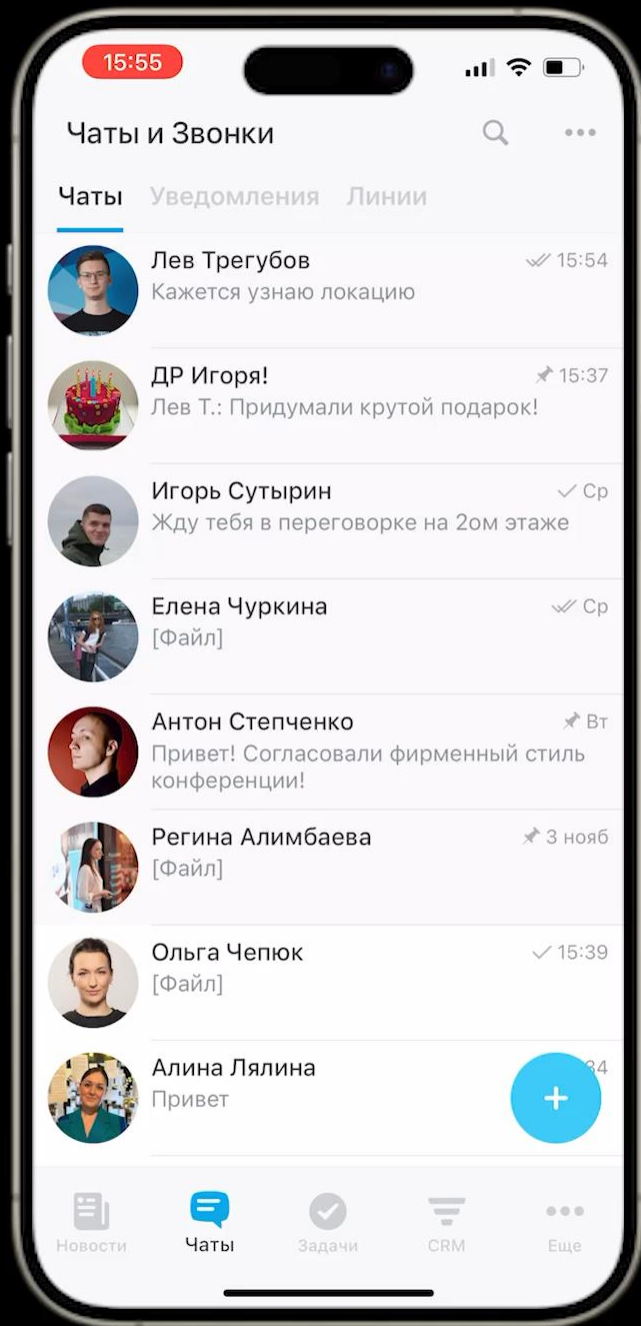 15:55
Чаты и Звонки
Чаты Уведомления Линии
Лев Трегубов 15:54
Кажется узнаю локацию
ДР Игоря! 15:37
Лев Т.: Придумали крутой подарок!
Игорь Сутырин Ср
Жду тебя в переговорке на 2ом этаже
Елена Чуркина Ср
[Файл]
Антон Степченко Вт
Привет! Согласовали фирменный стиль
конференции!
Регина Алимбаева 3 нояб
[Файл]
Ольга Чепюк 15:39
[Файл]
Алина Лялина
Привет
Новости Чаты Задачи CRM Еще